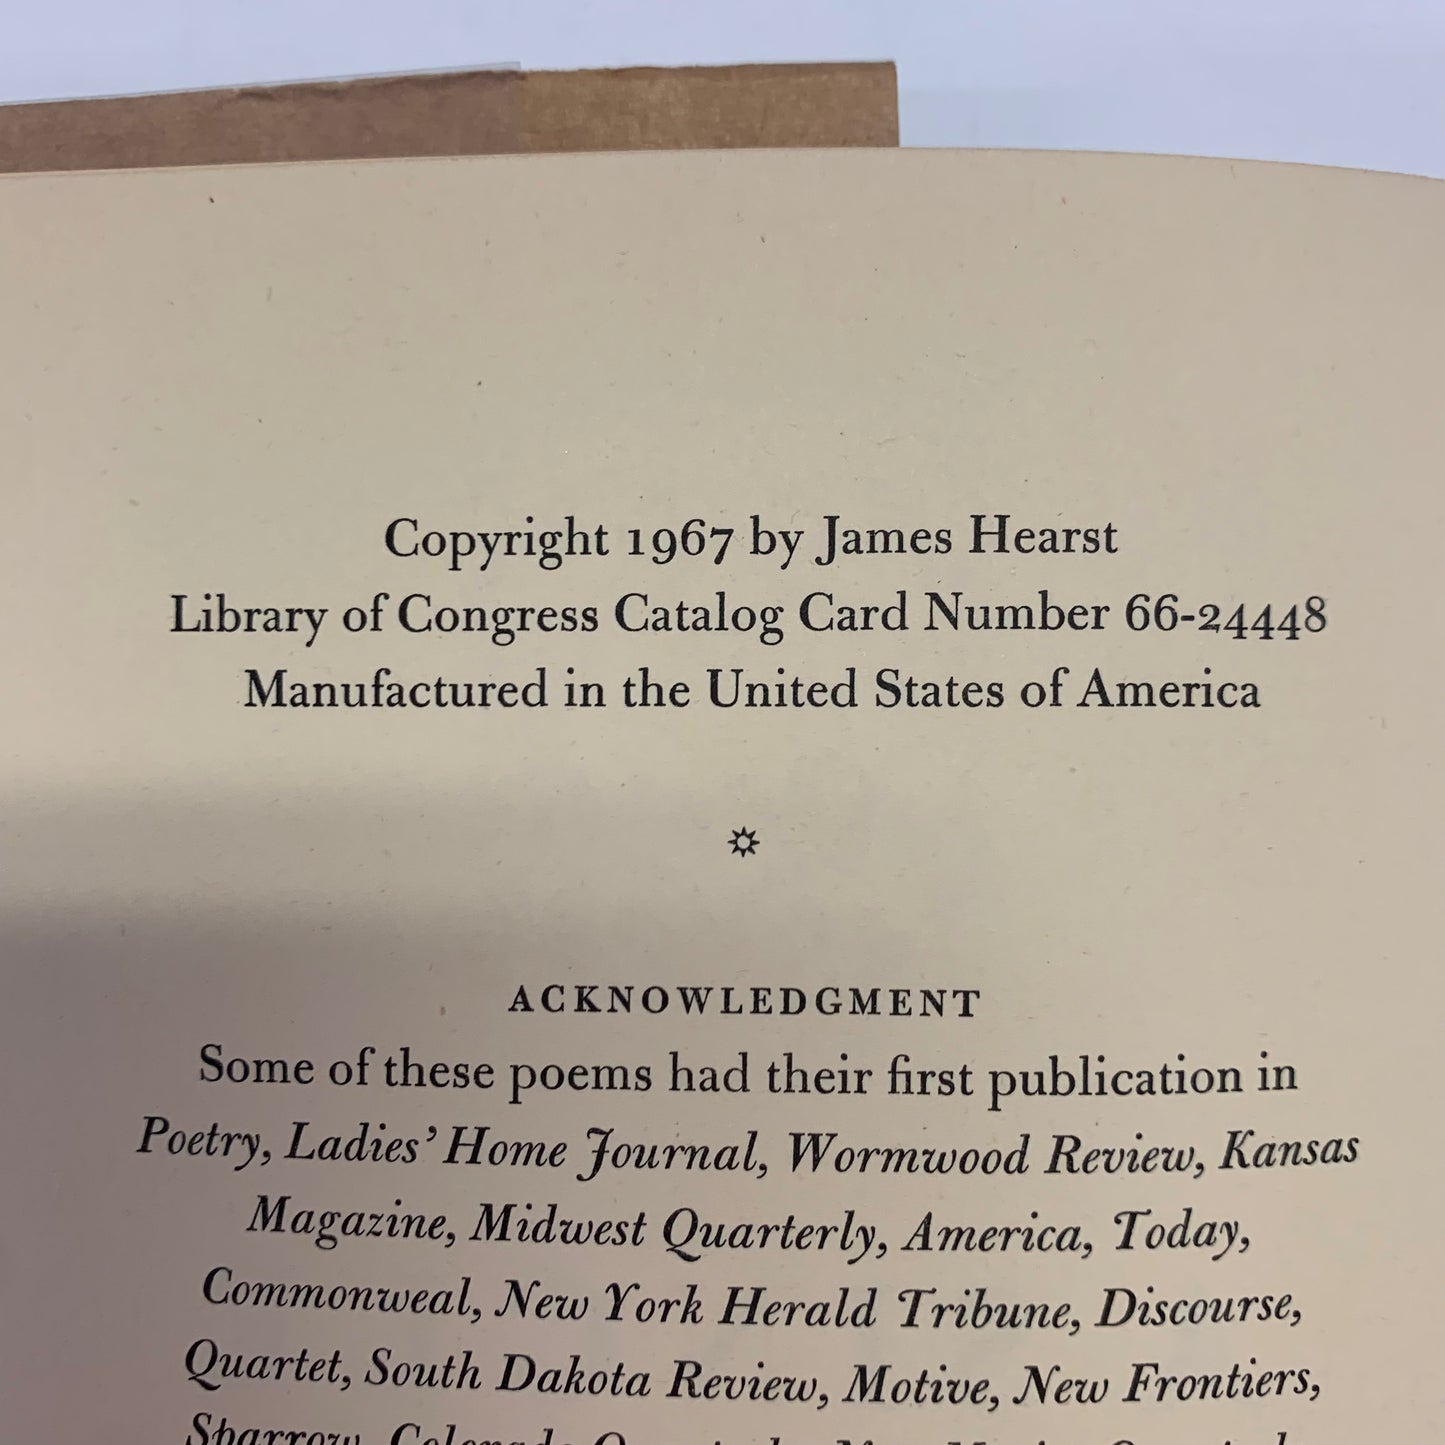 Copyright 1967 by James Hearst
Library of Congress Catalog Card Number 66-24448
Manufactured in the United States of America
ACKNOWLEDGMENT
Some of these poems had their first publication in
Poetry, Ladies’ Home Journal, Wormwood Review, Kansas
Magazine, Midwest Quarterly, America, Today,
Commonweal, New York Herald Tribune, Discourse,
Quartet, South Dakota Review, Motive, New Frontiers,
Sparrow, Colorado